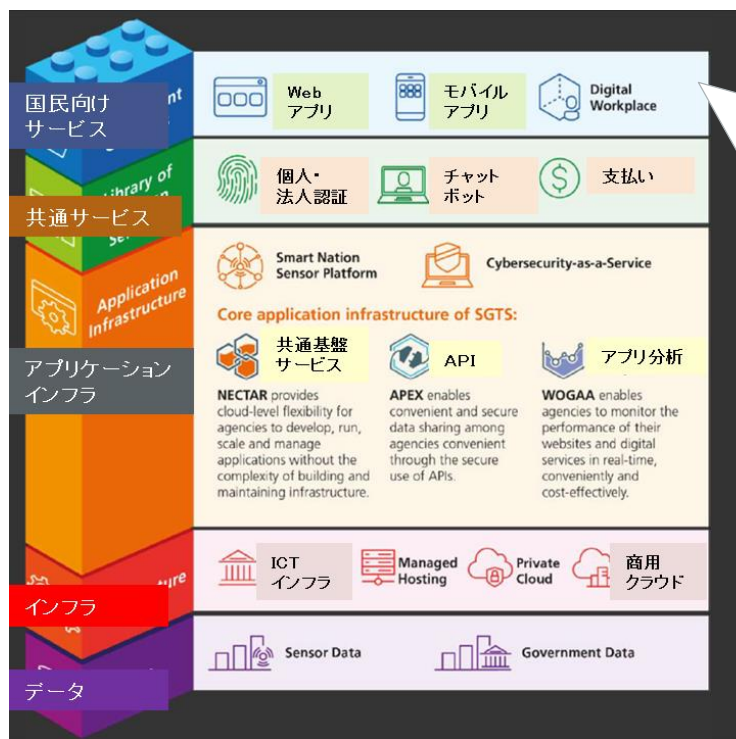 国民向け
サービス
nt
Web
アプリ
モバイル
アプリ
Digital
Workplace
Library of
共通サービス
個人・
法人認証
チャット
ボット
支払い
Application
Infrastructure
アプリケーション
インフラ
Smart Nation
Sensor Platform
Cybersecurity-as-a-Service
Core application infrastructure of SGTS:
共通基盤
サービス
API
アプリ分析
NECTAR provides
cloud-level flexibility for
agencies to develop, run,
scale and manage
applications without the
complexity of building and
maintaining infrastructure.
APEX enables
convenient and secure
data sharing among
agencies convenient
through the secure
use of APIs.
WOGAA enables
agencies to monitor the
performance of their
websites and digital
services in real-time,
conveniently and
cost-effectively.
ture
インフラ
ICT
インフラ
Managed
Hosting
Private
Cloud
商用
クラウド
データ
Sensor Data
Government Data